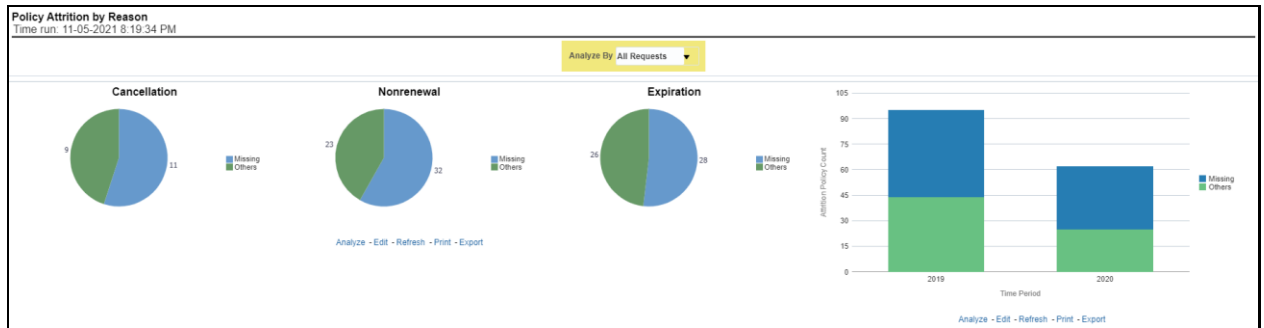 Policy Attrition by Reason
Time run: 11-05-2021 8:19:34 PM
Analyze By All Requests
Cancellation
9
11
Missing
Others
Nonrenewal
23
32
Missing
Others
Analyze - Edit - Refresh - Print - Export
Expiration
26
28
Missing
Others
105
90
75
60
45
30
15
0
Attrition Policy Count
2019
2020
Time Period
Missing
Others
Analyze - Edit - Refresh - Print - Export